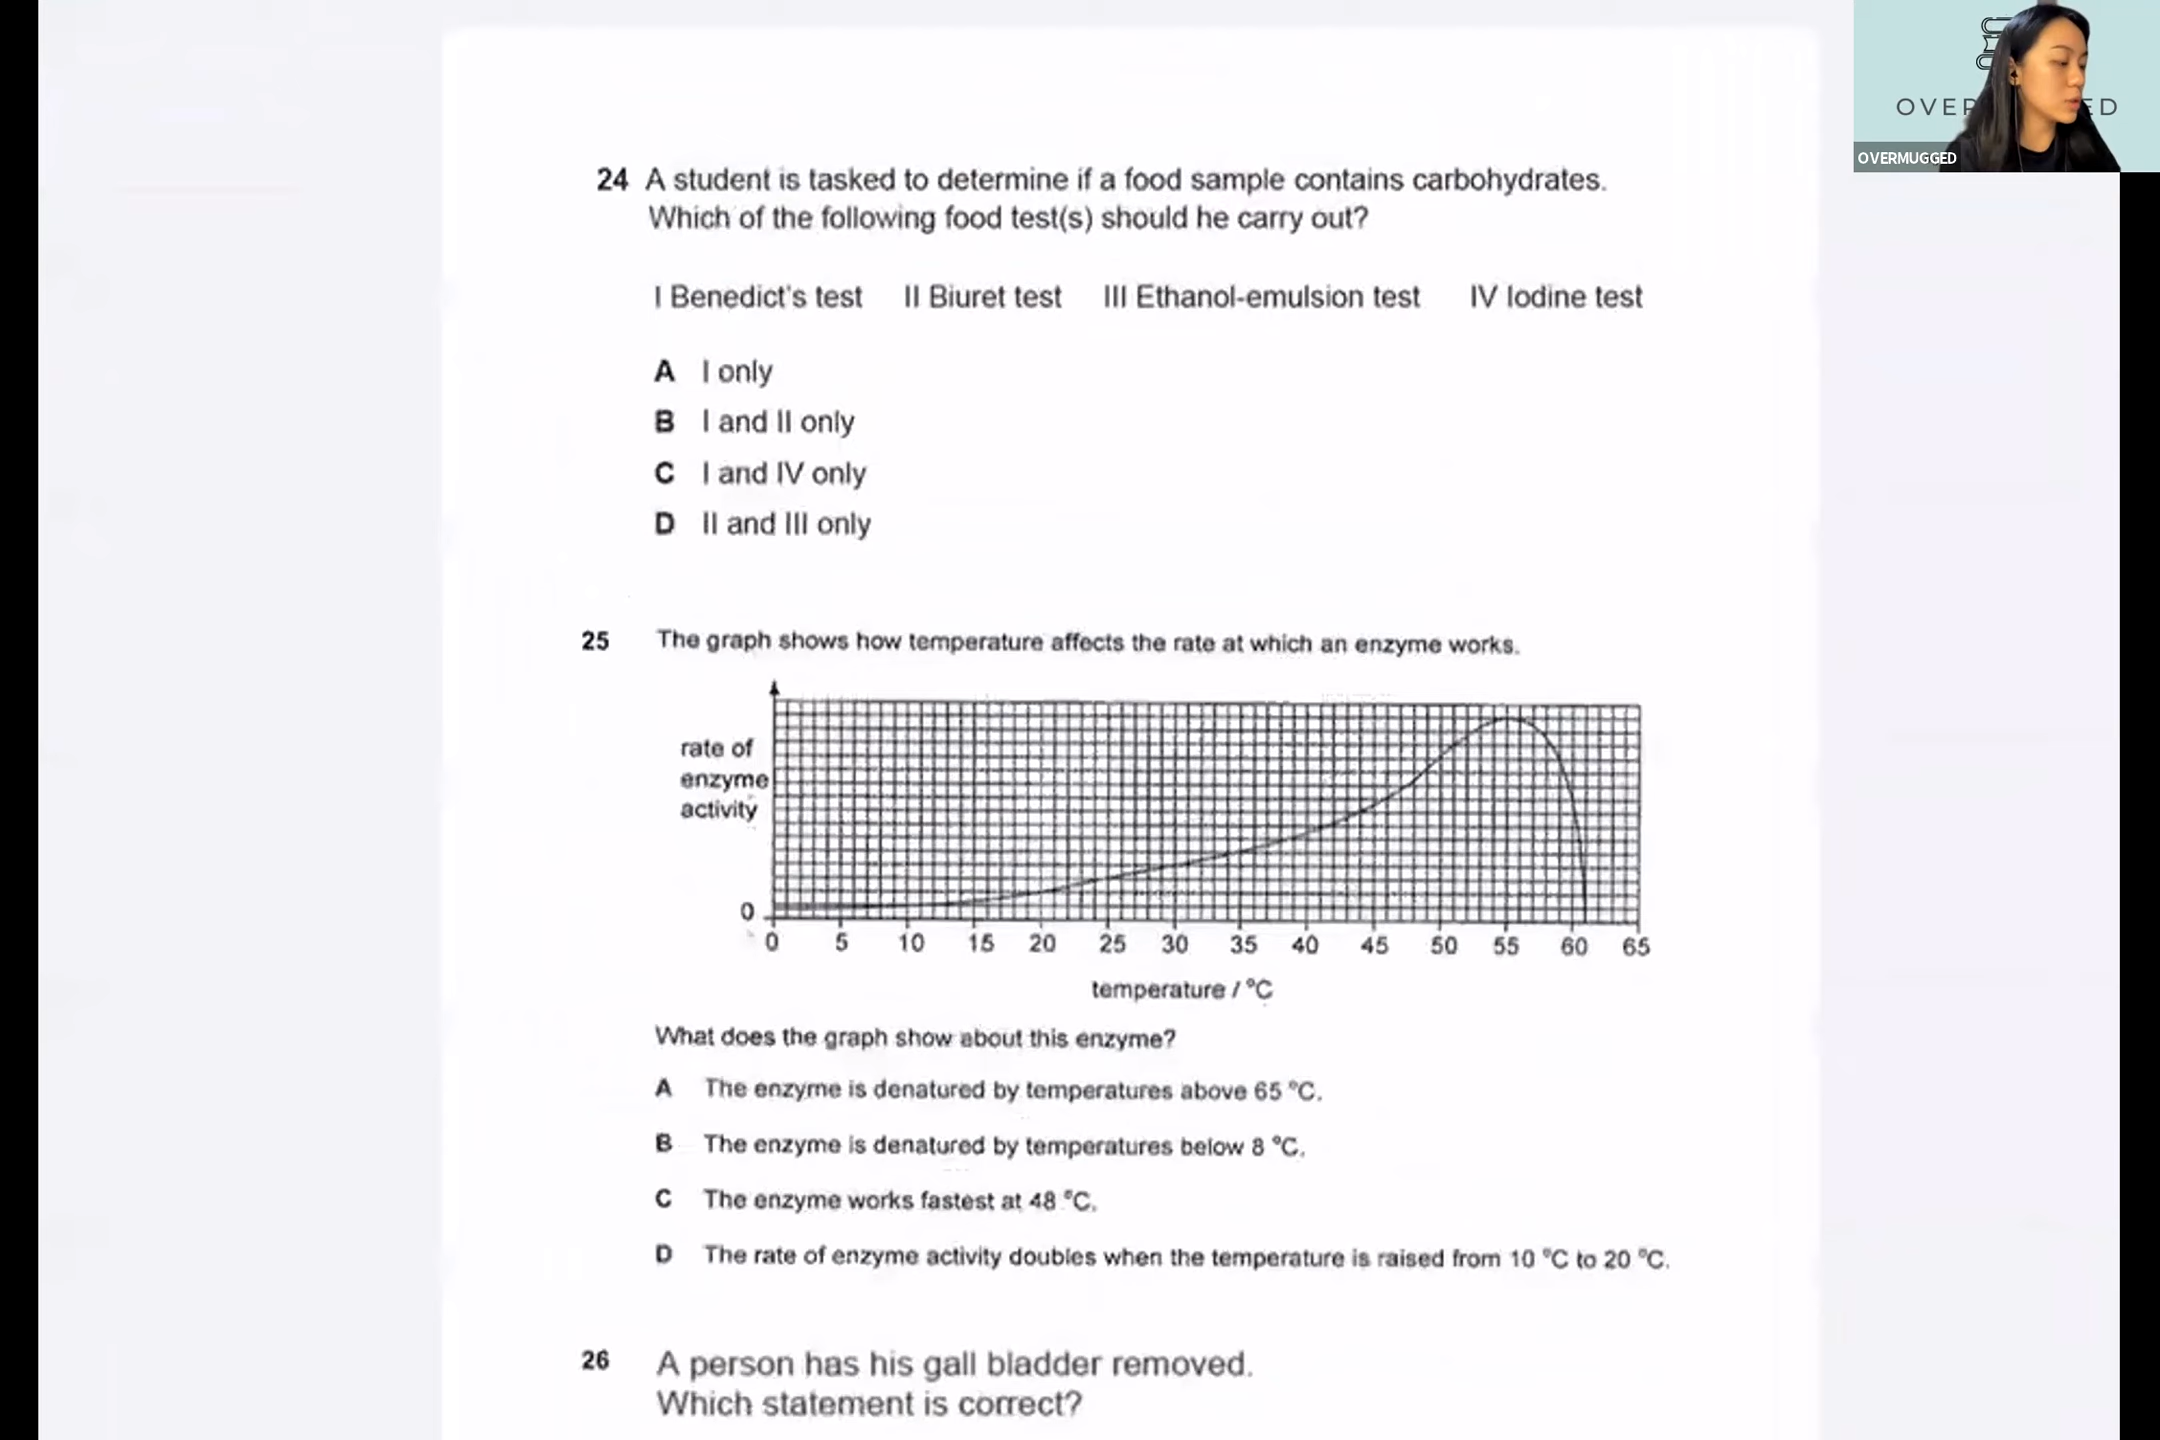 OVERMUGGED
24 A student is tasked to determine if a food sample contains carbohydrates.
Which of the following food test(s) should he carry out?
I Benedict's test II Biuret test III Ethanol-emulsion test IV Iodine test
A I only
B I and II only
C I and IV only
D II and III only
25 The graph shows how temperature affects the rate at which an enzyme works.
rate of
enzyme
activity
0
0 5 10 15 20 25 30 35 40 45 50 55 60 65
temperature / °C
What does the graph show about this enzyme?
A The enzyme is denatured by temperatures above 65 °C.
B The enzyme is denatured by temperatures below 8 °C.
C The enzyme works fastest at 48 °C.
D The rate of enzyme activity doubles when the temperature is raised from 10 °C to 20 °C.
26 A person has his gall bladder removed.
Which statement is correct?